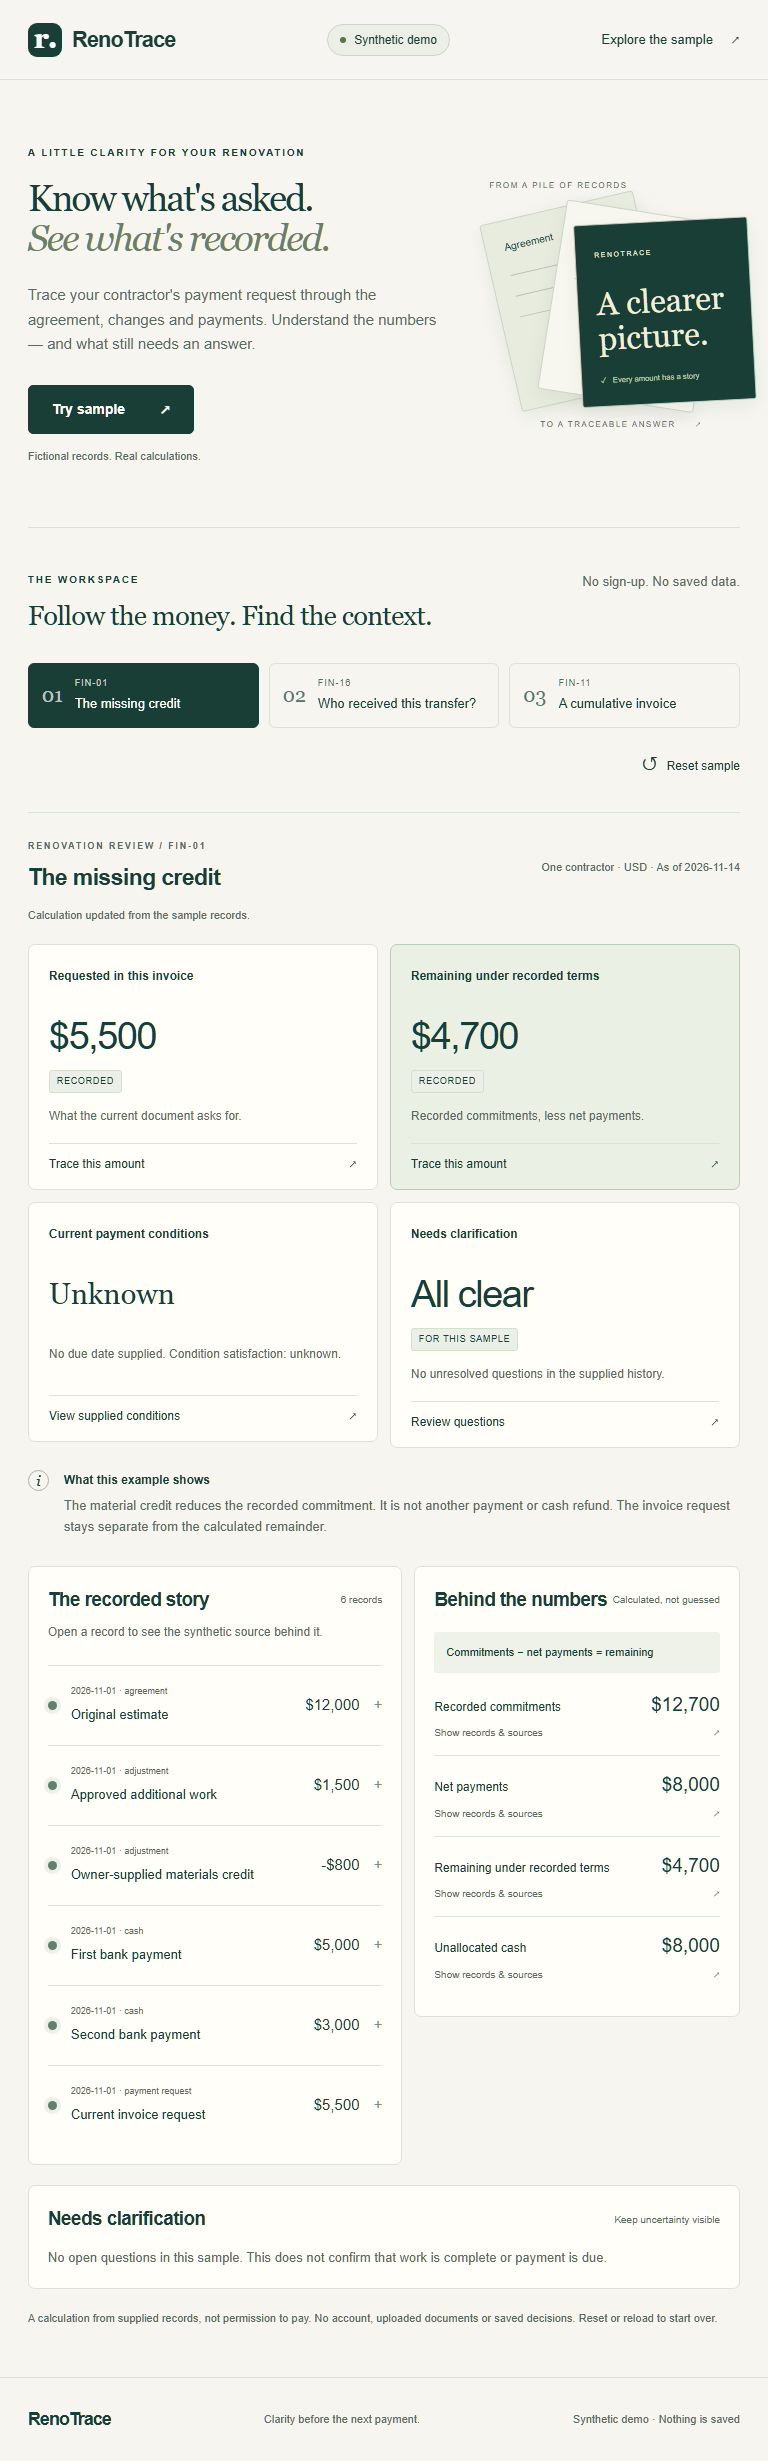 r. RenoTrace
Synthetic demo
Explore the sample ↗
A LITTLE CLARITY FOR YOUR RENOVATION
Know what's asked.
See what's recorded.
Trace your contractor's payment request through the
agreement, changes and payments. Understand the numbers
— and what still needs an answer.
Try sample ↗
Fictional records. Real calculations.
FROM A PILE OF RECORDS
Agreement
RENOTRACE
A clearer
picture.
✓ Every amount has a story
TO A TRACEABLE ANSWER ↗
THE WORKSPACE
No sign-up. No saved data.
Follow the money. Find the context.
01 FIN-01
The missing credit
02 FIN-16
Who received this transfer?
03 FIN-11
A cumulative invoice
↺ Reset sample
RENOVATION REVIEW / FIN-01
The missing credit
One contractor · USD · As of 2026-11-14
Calculation updated from the sample records.
Requested in this invoice
$5,500
RECORDED
What the current document asks for.
Trace this amount ↗
Remaining under recorded terms
$4,700
RECORDED
Recorded commitments, less net payments.
Trace this amount ↗
Current payment conditions
Unknown
No due date supplied. Condition satisfaction: unknown.
View supplied conditions ↗
Needs clarification
All clear
FOR THIS SAMPLE
No unresolved questions in the supplied history.
Review questions ↗
i What this example shows
The material credit reduces the recorded commitment. It is not another payment or cash refund. The invoice request
stays separate from the calculated remainder.
The recorded story 6 records
Open a record to see the synthetic source behind it.
2026-11-01 · agreement
Original estimate $12,000 +
2026-11-01 · adjustment
Approved additional work $1,500 +
2026-11-01 · adjustment
Owner-supplied materials credit -$800 +
2026-11-01 · cash
First bank payment $5,000 +
2026-11-01 · cash
Second bank payment $3,000 +
2026-11-01 · payment request
Current invoice request $5,500 +
Behind the numbers Calculated, not guessed
Commitments − net payments = remaining
Recorded commitments $12,700
Show records & sources ↗
Net payments $8,000
Show records & sources ↗
Remaining under recorded terms $4,700
Show records & sources ↗
Unallocated cash $8,000
Show records & sources ↗
Needs clarification Keep uncertainty visible
No open questions in this sample. This does not confirm that work is complete or payment is due.
A calculation from supplied records, not permission to pay. No account, uploaded documents or saved decisions. Reset or reload to start over.
RenoTrace
Clarity before the next payment.
Synthetic demo · Nothing is saved